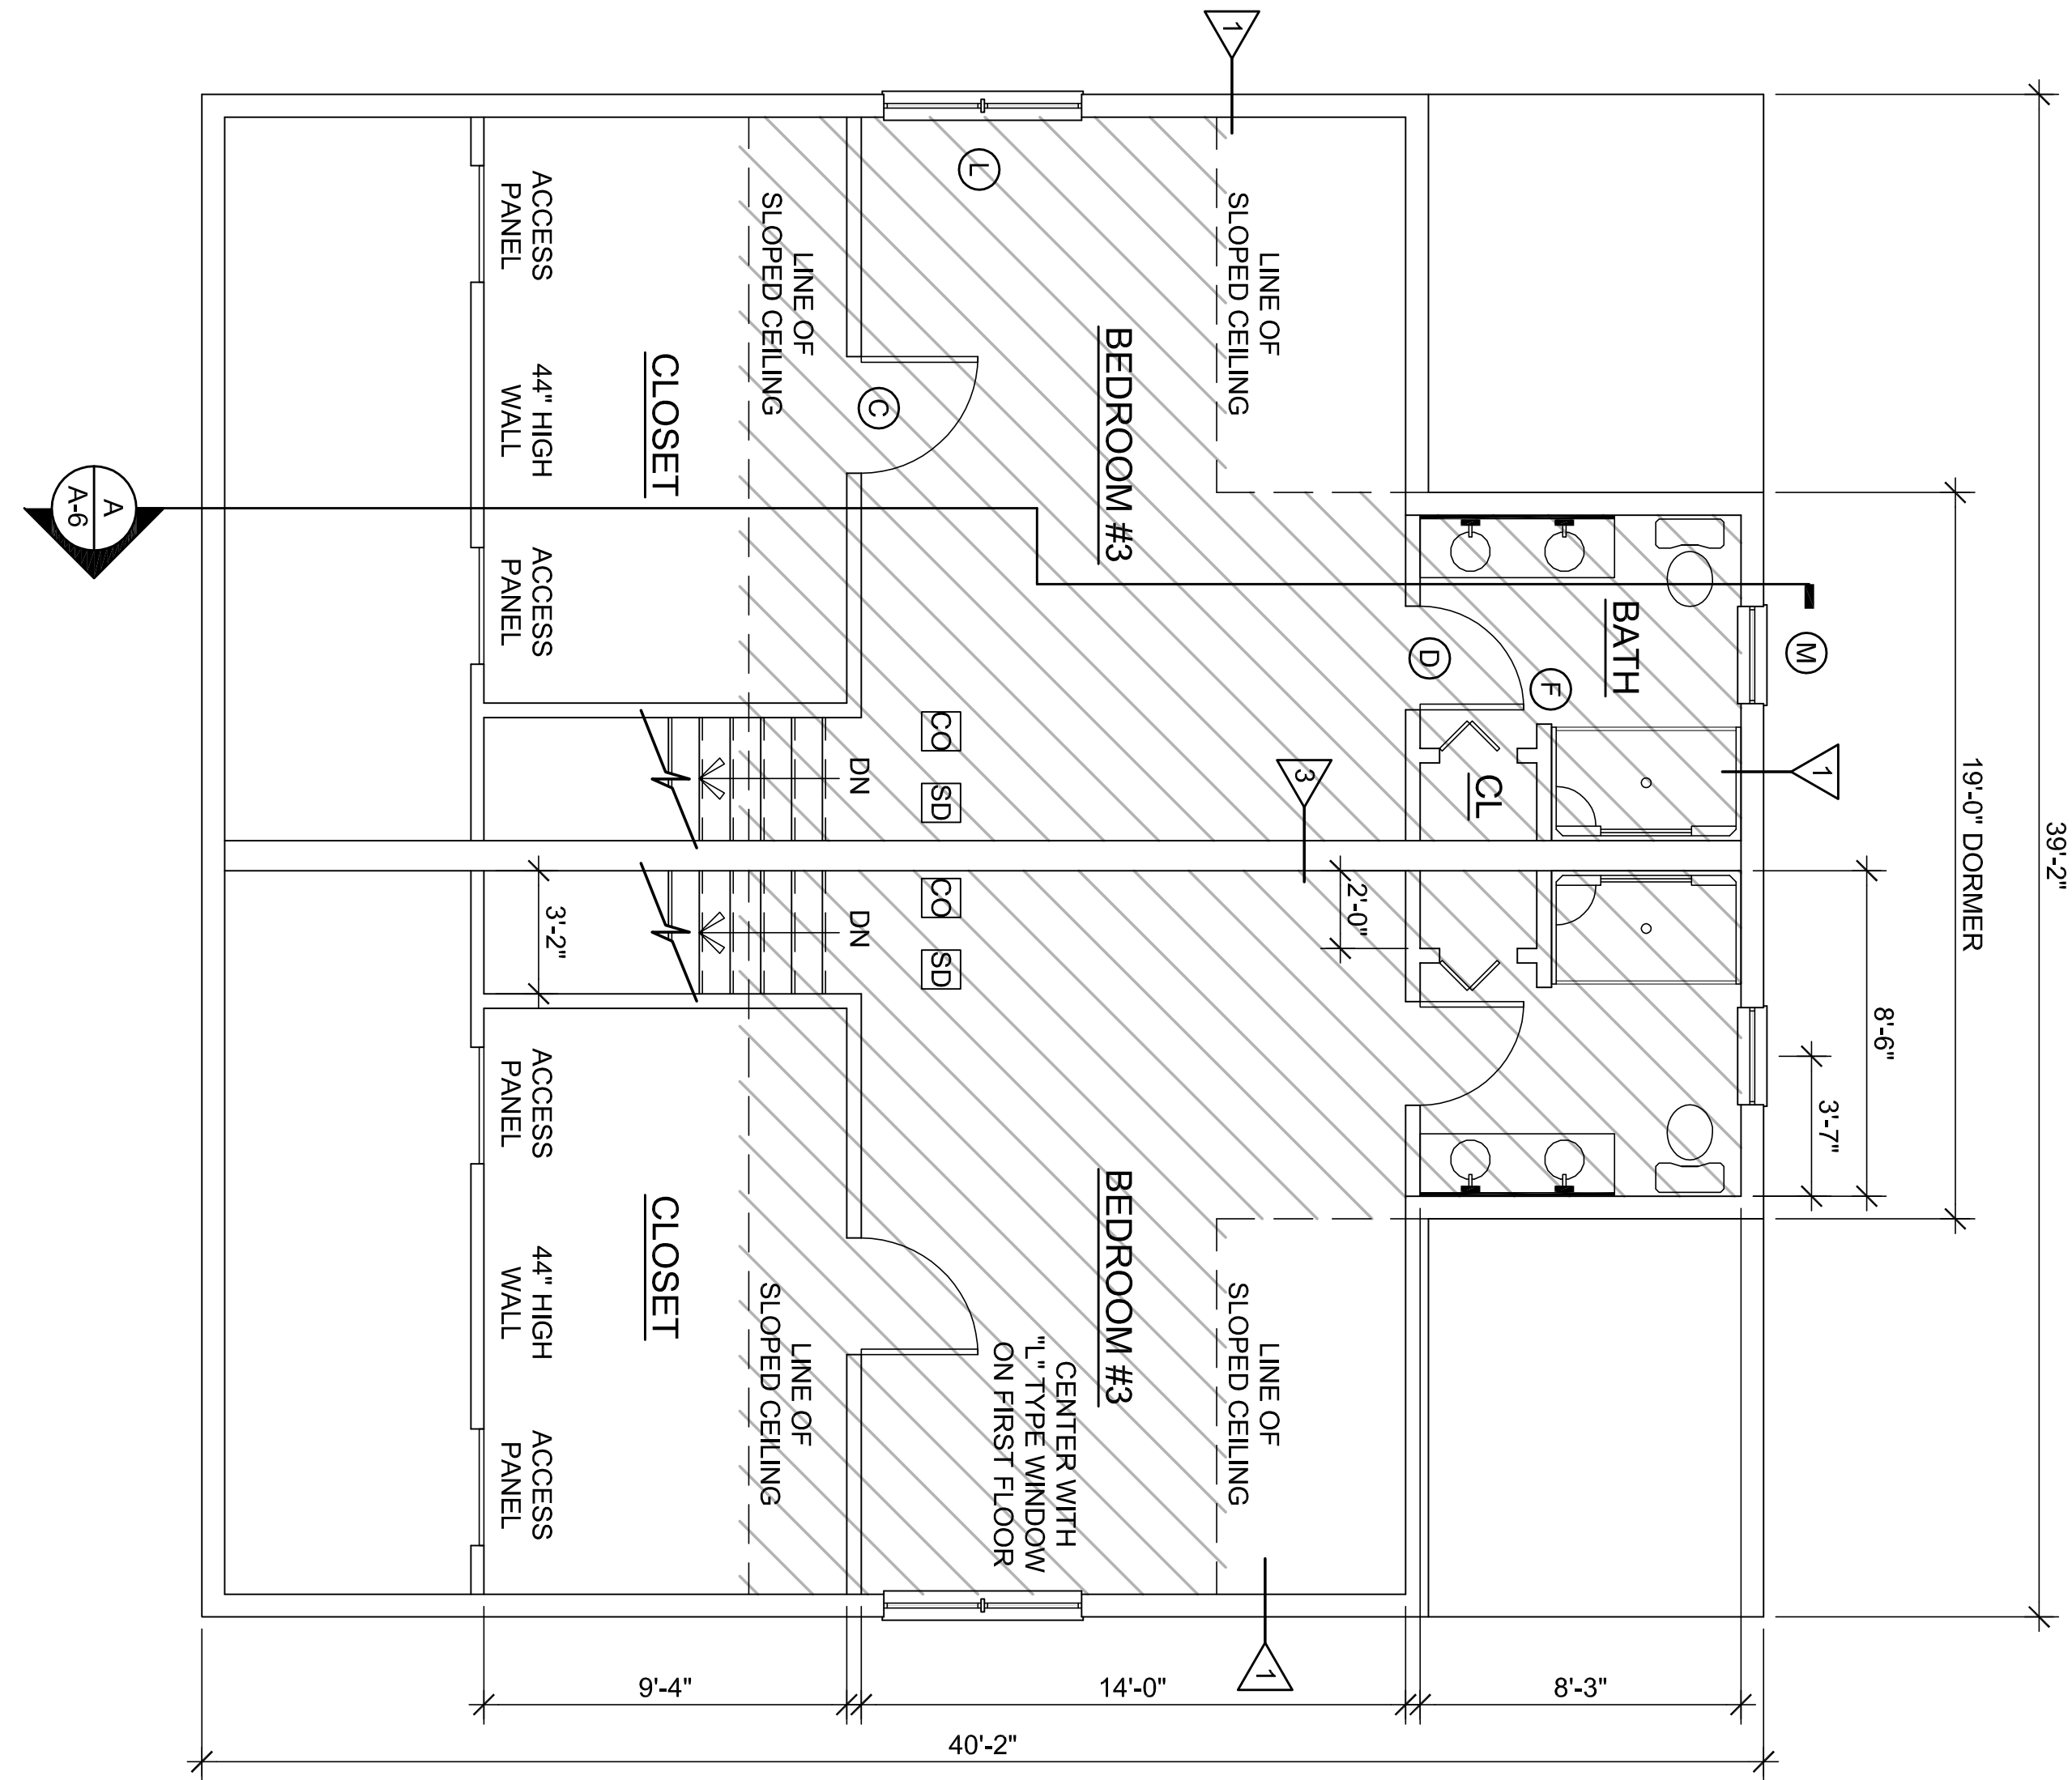 1
39'-2"
19'-0" DORMER
8'-6"
3'-7"
M
1
BATH
F
D
CL
3
2'-0"
LINE OF
SLOPED CEILING
BEDROOM #3
L
C
LINE OF
SLOPED CEILING
CLOSET
ACCESS
PANEL
44" HIGH
WALL
ACCESS
PANEL
A
A-6
CO
SD
DN
CO
SD
DN
3'-2"
LINE OF
SLOPED CEILING
BEDROOM #3
CENTER WITH
"L" TYPE WINDOW
ON FIRST FLOOR
LINE OF
SLOPED CEILING
CLOSET
ACCESS
PANEL
44" HIGH
WALL
ACCESS
PANEL
1
9'-4"
14'-0"
8'-3"
40'-2"